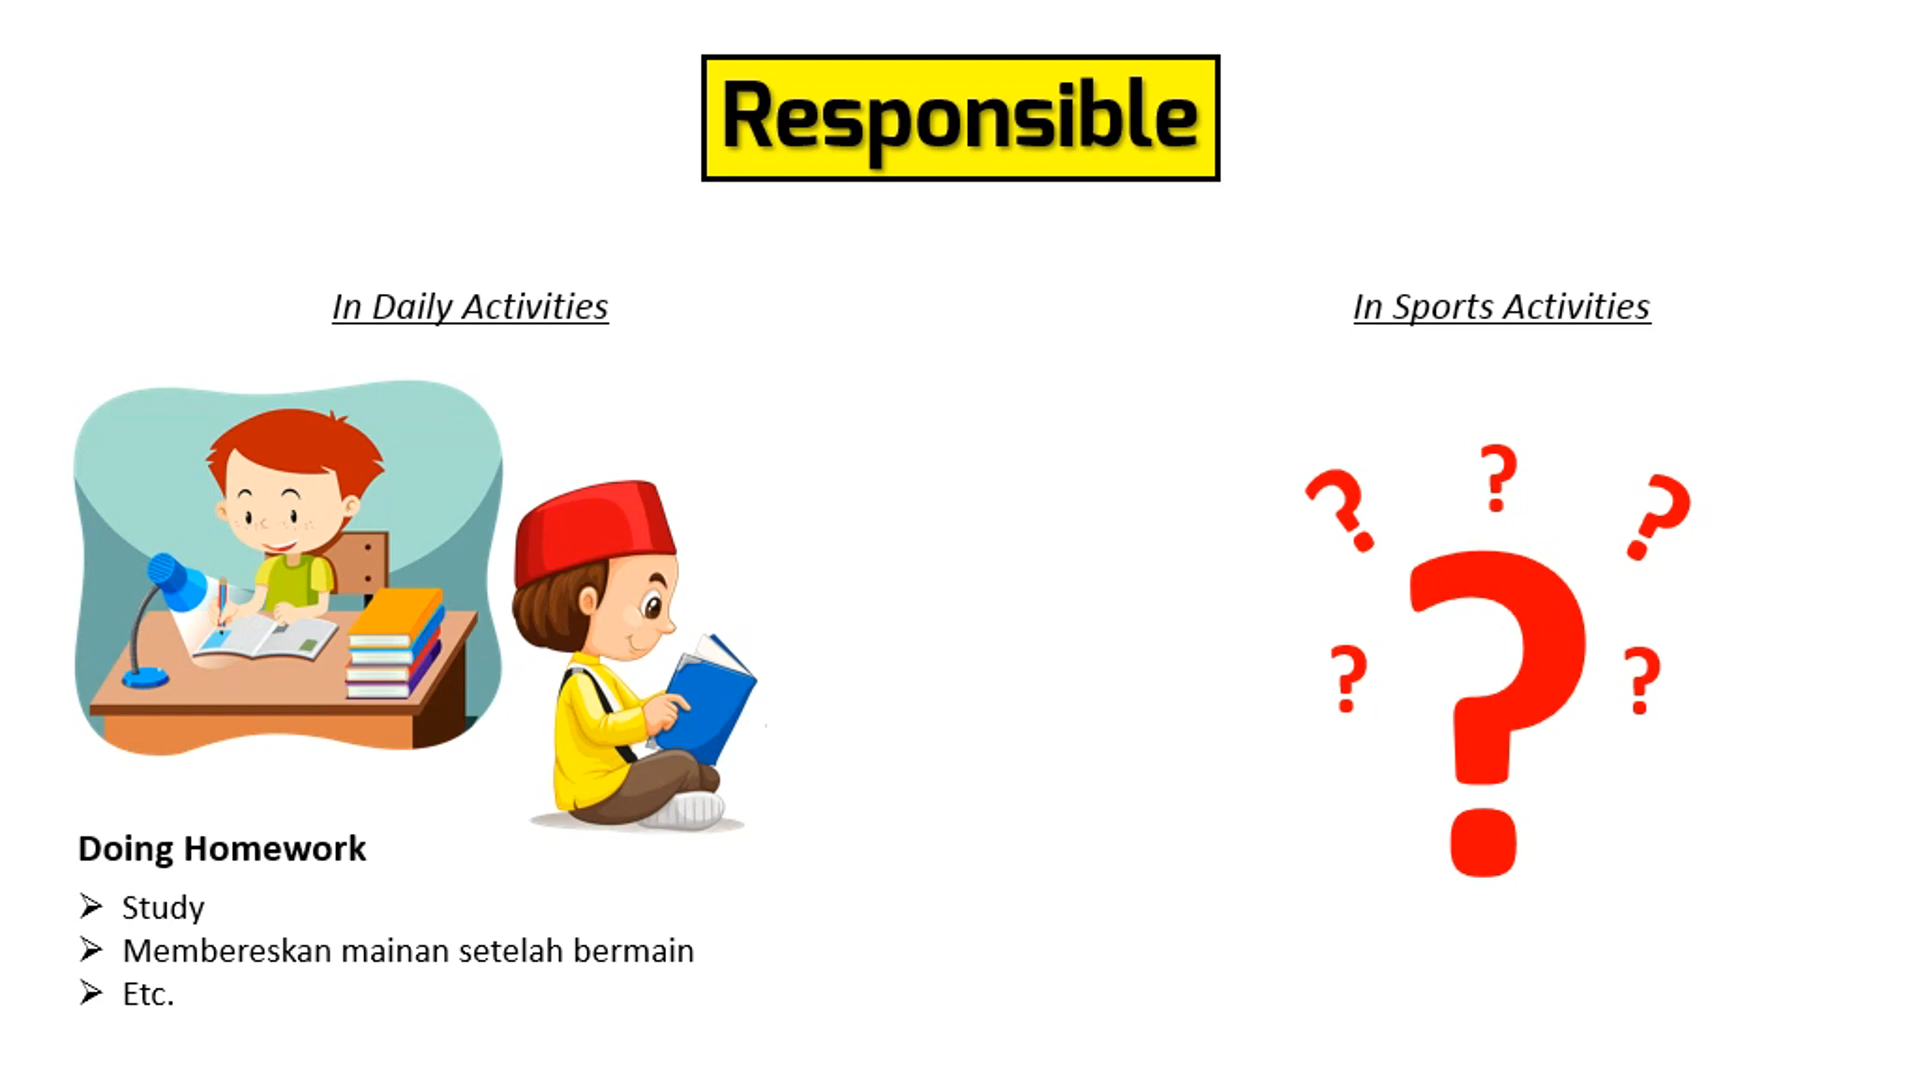 Responsible
In Daily Activities
In Sports Activities
? ? ?
?
? ?
Doing Homework
Study
Membereskan mainan setelah bermain
Etc.